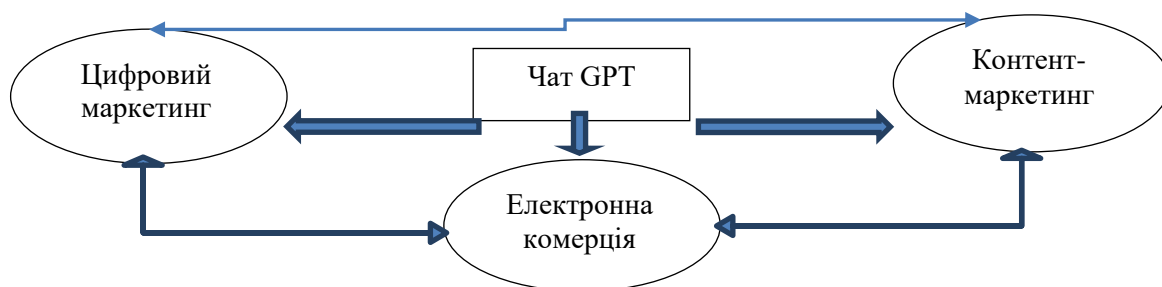 Цифровий
маркетинг
Чат GPT
Контент-
маркетинг
Електронна
комерція